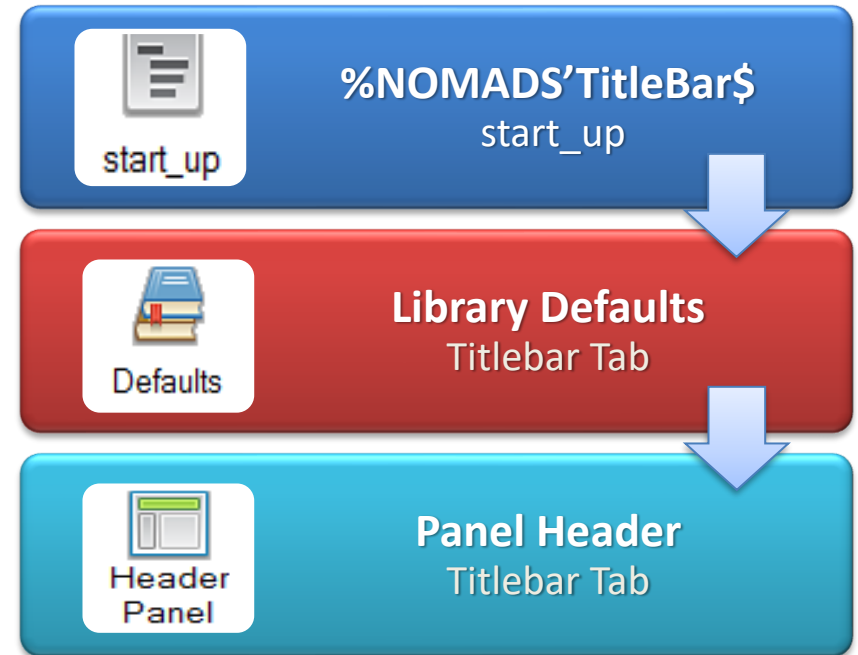 start_up
%NOMADS’TitleBar$
start_up
Defaults
Library Defaults
Titlebar Tab
Header
Panel
Panel Header
Titlebar Tab